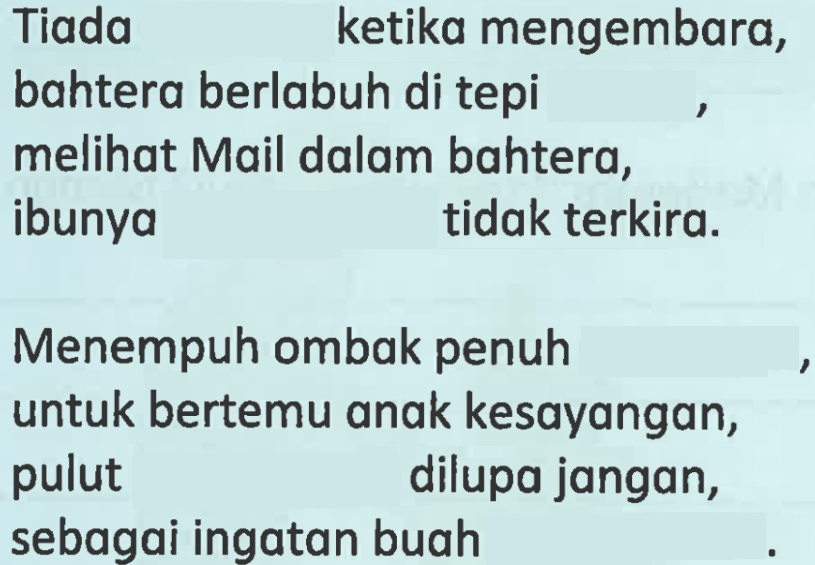 Tiada ketika mengembara,
bahtera berlabuh di tepi ,
melihat Mail dalam bahtera,
ibunya tidak terkira.
Menempuh ombak penuh ,
untuk bertemu anak kesayangan,
pulut dilupa jangan,
sebagai ingatan buah .